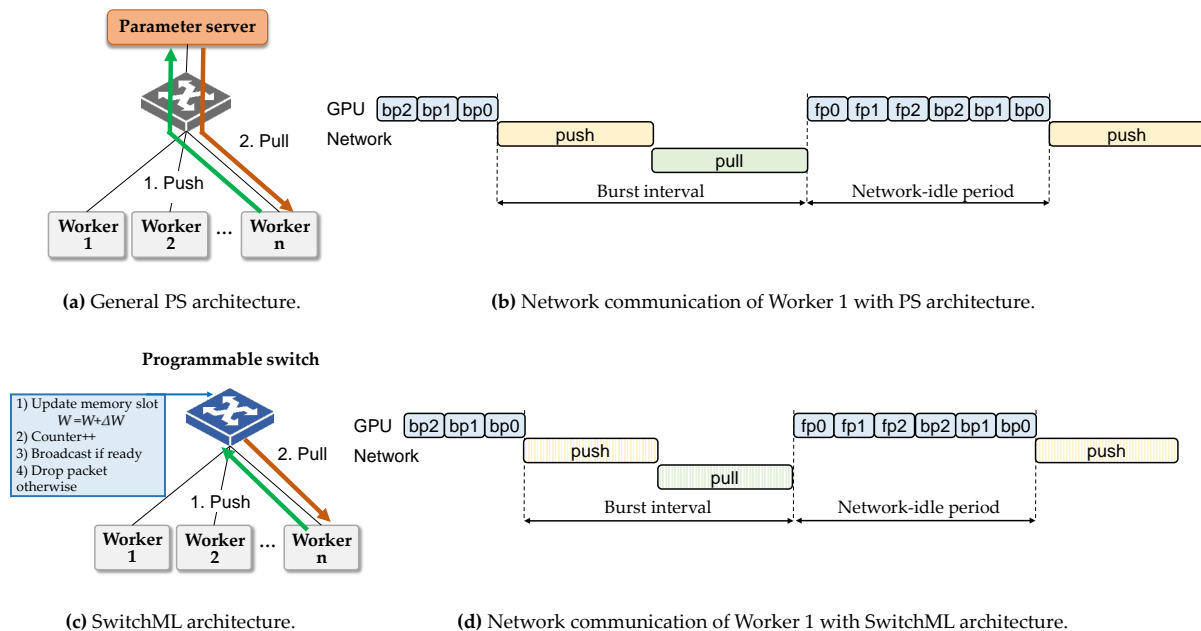 Parameter server
2. Pull
1. Push
Worker 1
Worker 2
...
Worker n
(a) General PS architecture.
GPU
bp2 bp1 bp0
fp0 fp1 fp2 bp2 bp1 bp0
Network
push
push
pull
Burst interval
Network-idle period
(b) Network communication of Worker 1 with PS architecture.
Programmable switch
1) Update memory slot
W =W+ΔW
2) Counter++
3) Broadcast if ready
4) Drop packet
otherwise
2. Pull
1. Push
Worker 1
Worker 2
...
Worker n
(c) SwitchML architecture.
GPU
bp2 bp1 bp0
fp0 fp1 fp2 bp2 bp1 bp0
Network
push
push
pull
Burst interval
Network-idle period
(d) Network communication of Worker 1 with SwitchML architecture.